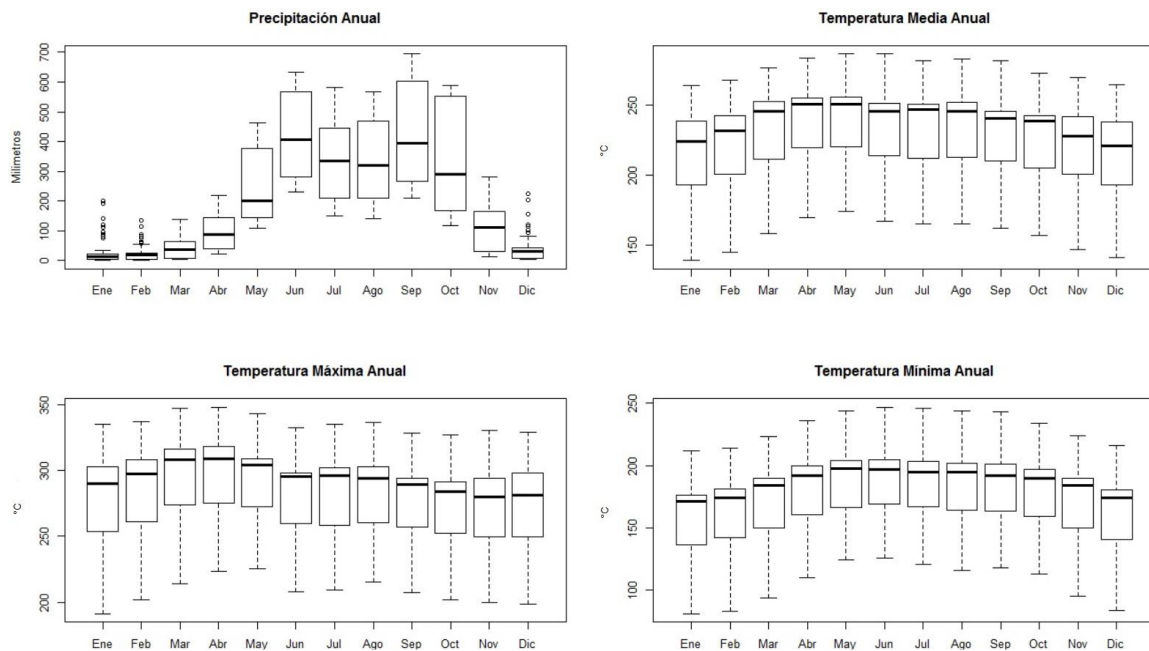 Precipitación Anual
Milímetros
700
600
500
400
300
200
100
0
Ene Feb Mar Abr May Jun Jul Ago Sep Oct Nov Dic
Temperatura Media Anual
°C
250
200
150
Ene Feb Mar Abr May Jun Jul Ago Sep Oct Nov Dic
Temperatura Máxima Anual
°C
350
300
250
200
Ene Feb Mar Abr May Jun Jul Ago Sep Oct Nov Dic
Temperatura Mínima Anual
°C
250
200
150
100
Ene Feb Mar Abr May Jun Jul Ago Sep Oct Nov Dic